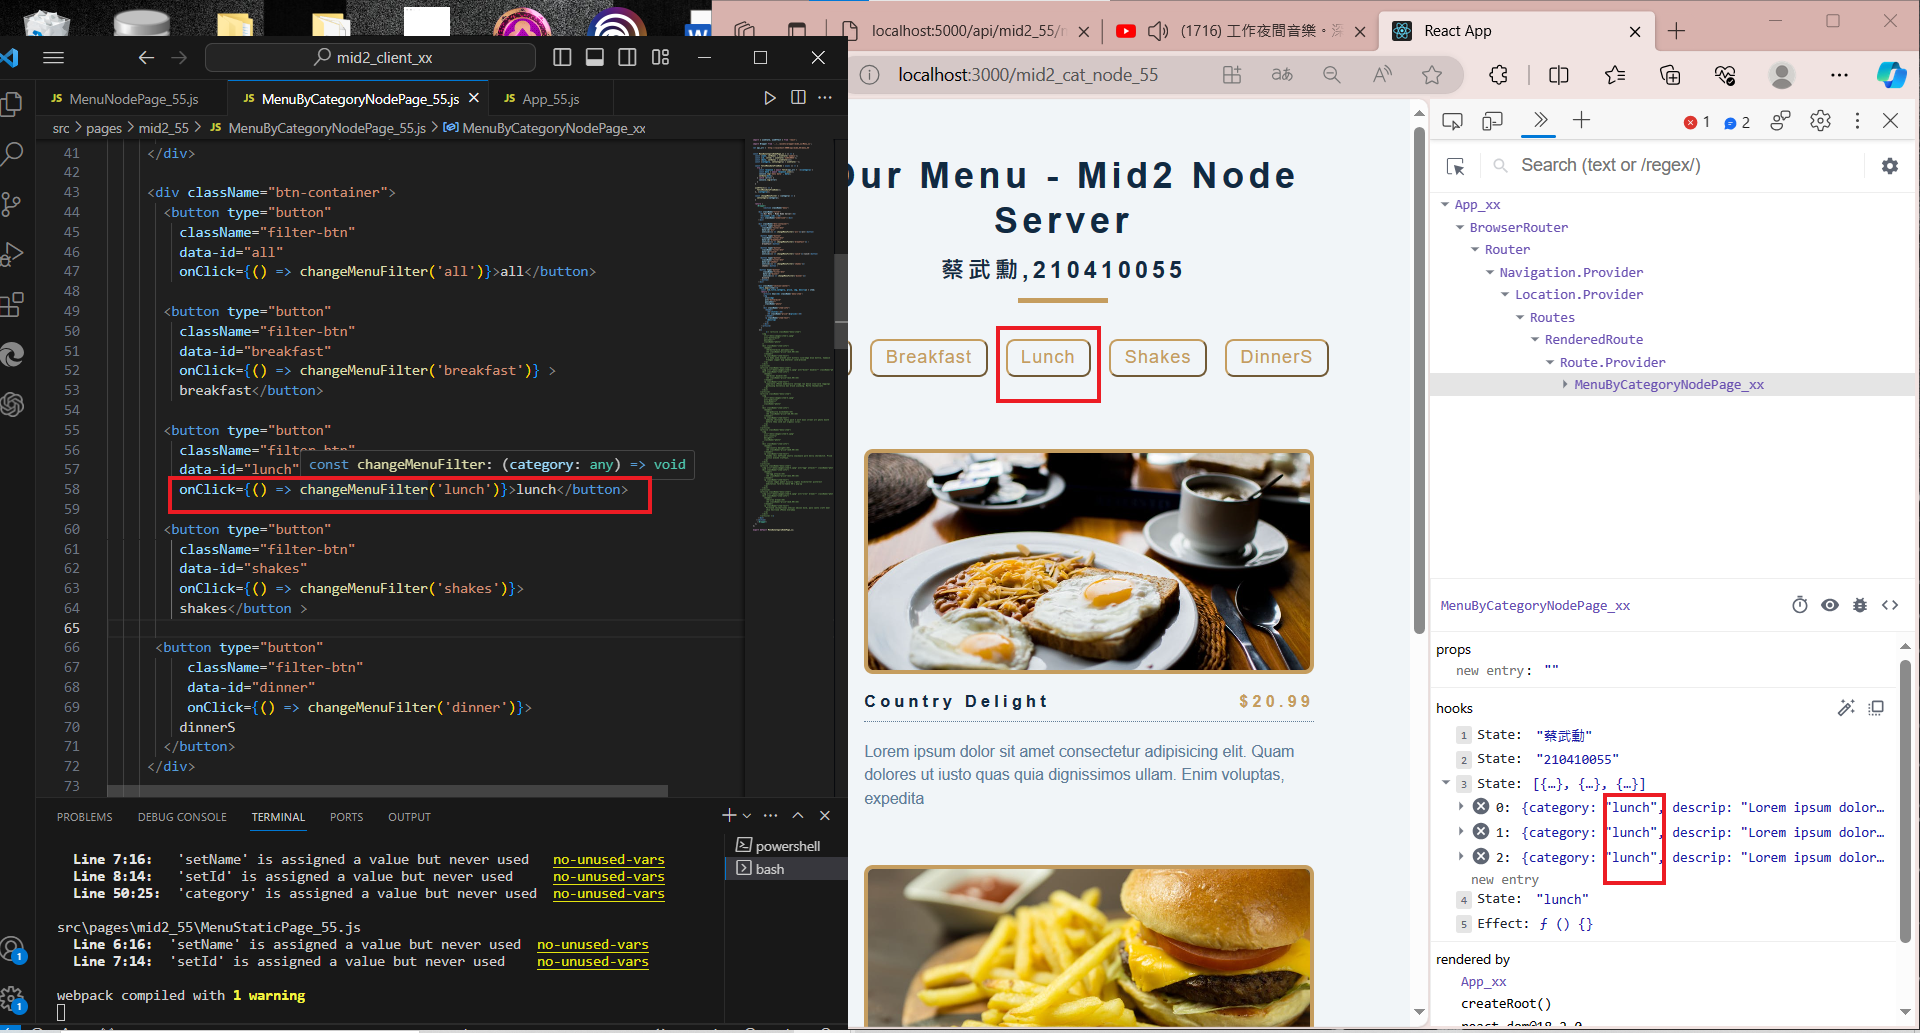 mid2_client_xx
MenuNodePage_55.js
MenuByCategoryNodePage_55.js
App_55.js
src > pages > mid2_55 > JS MenuByCategoryNodePage_55.js > MenuByCategoryNodePage_xx
41 </div>
42
43 <div className="btn-container">
44 <button type="button"
45 className="filter-btn"
46 data-id="all"
47 onClick={() => changeMenuFilter('all')}>all</button>
48
49 <button type="button"
50 className="filter-btn"
51 data-id="breakfast"
52 onClick={() => changeMenuFilter('breakfast')} >
53 breakfast</button>
54
55 <button type="button"
56 className="filter-btn"
const changeMenuFilter: (category: any) => void
57 data-id="lunch"
58 onClick={() => changeMenuFilter('lunch')}>lunch</button>
59
60 <button type="button"
61 className="filter-btn"
62 data-id="shakes"
63 onClick={() => changeMenuFilter('shakes')}>
64 shakes</button >
65
66 <button type="button"
67 className="filter-btn"
68 data-id="dinner"
69 onClick={() => changeMenuFilter('dinner')}>
70 dinnerS
71 </button>
72 </div>
73
PROBLEMS DEBUG CONSOLE TERMINAL PORTS OUTPUT
powershell
bash
Line 7:16: 'setName' is assigned a value but never used no-unused-vars
Line 8:14: 'setId' is assigned a value but never used no-unused-vars
Line 50:25: 'category' is assigned a value but never used no-unused-vars
src\pages\mid2_55\MenuStaticPage_55.js
Line 6:16: 'setName' is assigned a value but never used no-unused-vars
Line 7:14: 'setId' is assigned a value but never used no-unused-vars
webpack compiled with 1 warning
localhost:5000/api/mid2_55/
(1716) 工作夜間音樂。
React App
localhost:3000/mid2_cat_node_55
Our Menu - Mid2 Node
Server
蔡武勳,210410055
Breakfast
Lunch
Shakes
DinnerS
Country Delight $20.99
Lorem ipsum dolor sit amet consectetur adipisicing elit. Quam
dolores ut iusto quas quia dignissimos ullam. Enim voluptas,
expedita
1 2
Search (text or /regex/)
App_xx
BrowserRouter
Router
Navigation.Provider
Location.Provider
Routes
RenderedRoute
Route.Provider
MenuByCategoryNodePage_xx
MenuByCategoryNodePage_xx
props
new entry: ""
hooks
1 State: "蔡武勳"
2 State: "210410055"
3 State: [{…}, {…}, {…}]
0: {category: "lunch", descrip: "Lorem ipsum dolor…
1: {category: "lunch", descrip: "Lorem ipsum dolor…
2: {category: "lunch", descrip: "Lorem ipsum dolor…
new entry
4 State: "lunch"
5 Effect: ƒ () {}
rendered by
App_xx
createRoot()
react-dom@18.2.0